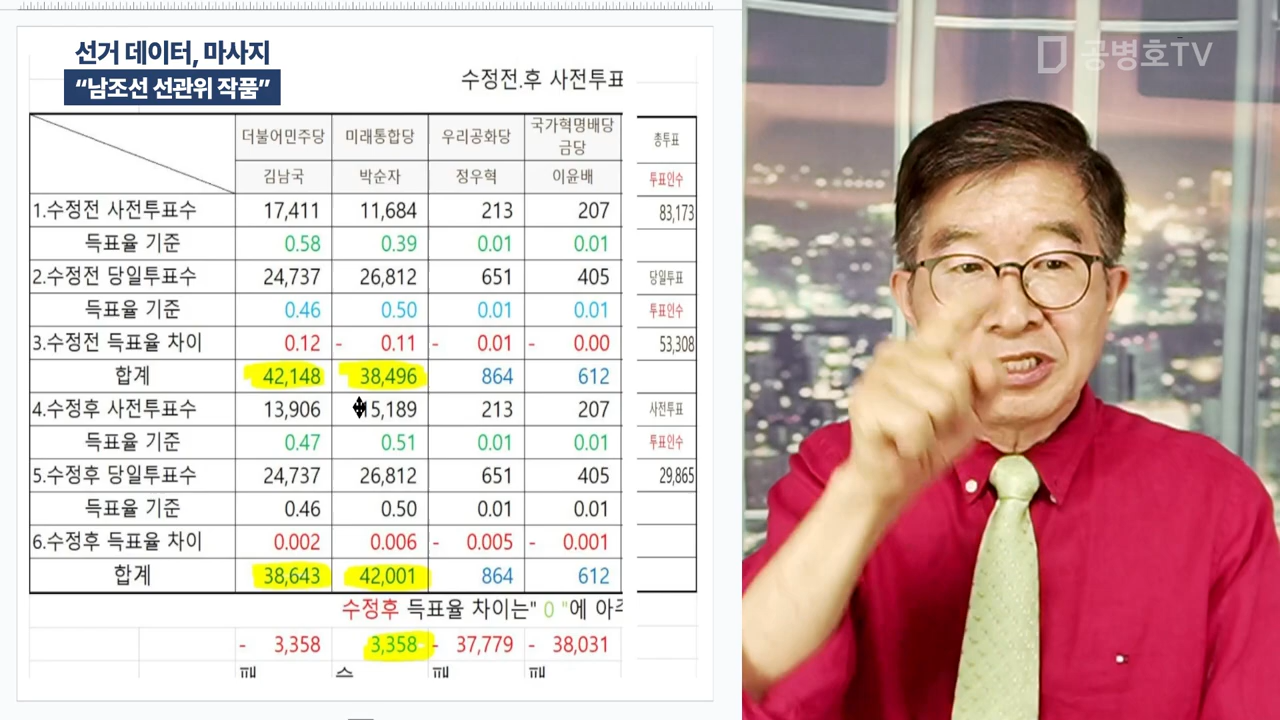 선거 데이터, 마사지
“남조선 선관위 작품”
공병호TV
수정전.후 사전투표
더불어민주당 미래통합당 우리공화당 국가혁명배당금당 총투표
김남국 박순자 정우혁 이윤배 투표인수
1.수정전 사전투표수 17,411 11,684 213 207 83,173
득표율 기준 0.58 0.39 0.01 0.01
2.수정전 당일투표수 24,737 26,812 651 405 당일투표
득표율 기준 0.46 0.50 0.01 0.01 투표인수
3.수정전 득표율 차이 0.12 - 0.11 - 0.01 - 0.00 53,308
합계 42,148 38,496 864 612
4.수정후 사전투표수 13,906 15,189 213 207 사전투표
득표율 기준 0.47 0.51 0.01 0.01 투표인수
5.수정후 당일투표수 24,737 26,812 651 405 29,865
득표율 기준 0.46 0.50 0.01 0.01
6.수정후 득표율 차이 0.002 0.006 - 0.005 - 0.001
합계 38,643 42,001 864 612
수정후 득표율 차이는" 0 "에
- 3,358 3,358 - 37,779 - 38,031